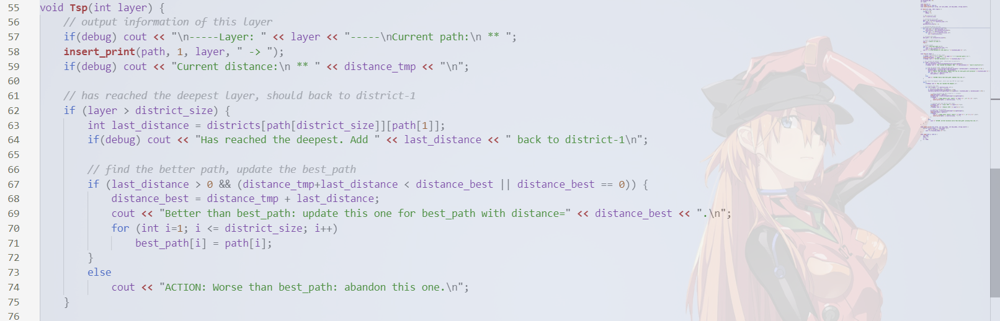 55 void Tsp(int layer) {
56 // output information of this layer
57 if(debug) cout << "\n-----Layer: " << layer << "-----\nCurrent path:\n ** ";
58 insert_print(path, 1, layer, " -> ");
59 if(debug) cout << "Current distance:\n ** " << distance_tmp << "\n";
60
61 // has reached the deepest layer, should back to district-1
62 if (layer > district_size) {
63 int last_distance = districts[path[district_size]][path[1]];
64 if(debug) cout << "Has reached the deepest. Add " << last_distance << " back to district-1\n";
65
66 // find the better path, update the best_path
67 if (last_distance > 0 && (distance_tmp+last_distance < distance_best || distance_best == 0)) {
68 distance_best = distance_tmp + last_distance;
69 cout << "Better than best_path: update this one for best_path with distance=" << distance_best << ".\n";
70 for (int i=1; i <= district_size; i++)
71 best_path[i] = path[i];
72 }
73 else
74 cout << "ACTION: Worse than best_path: abandon this one.\n";
75 }
76